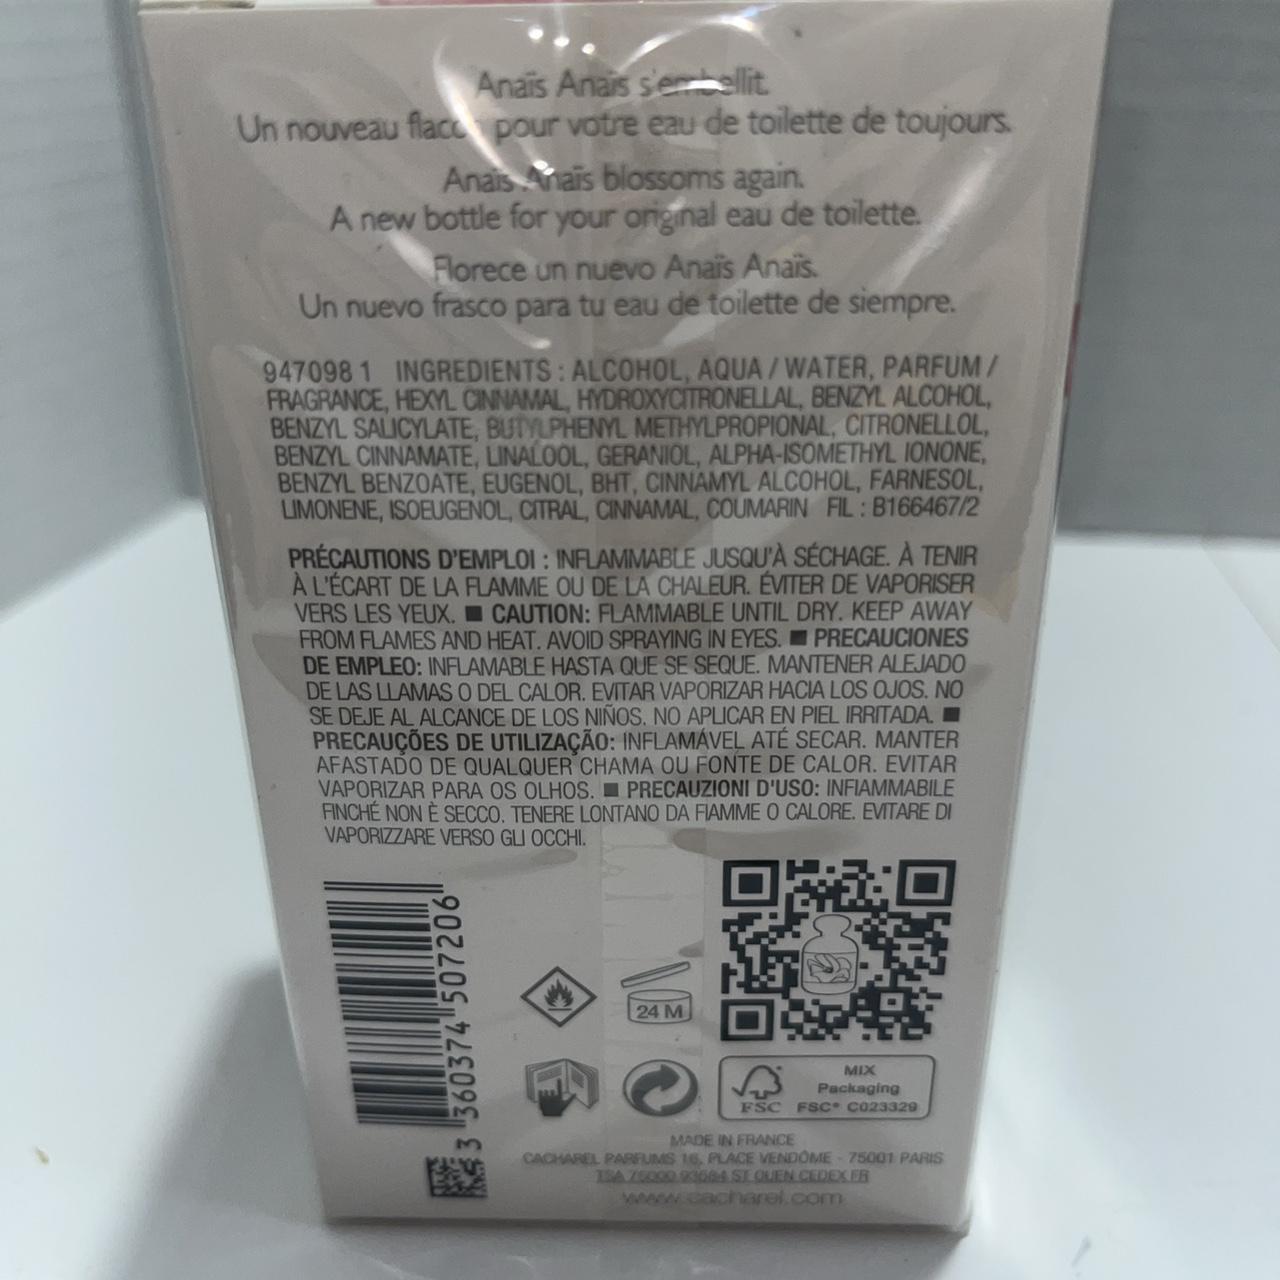 Anaïs Anaïs s'embellit.
Un nouveau flacon pour votre eau de toilette de toujours.
Anaïs Anaïs blossoms again.
A new bottle for your original eau de toilette.
Florece un nuevo Anaïs Anaïs.
Un nuevo frasco para tu eau de toilette de siempre.
947098 1 INGREDIENTS : ALCOHOL, AQUA / WATER, PARFUM /
FRAGRANCE, HEXYL CINNAMAL, HYDROXYCITRONELLAL, BENZYL ALCOHOL,
BENZYL SALICYLATE, BUTYLPHENYL METHYLPROPIONAL, CITRONELLOL,
BENZYL CINNAMATE, LINALOOL, GERANIOL, ALPHA-ISOMETHYL IONONE,
BENZYL BENZOATE, EUGENOL, BHT, CINNAMYL ALCOHOL, FARNESOL,
LIMONENE, ISOEUGENOL, CITRAL, CINNAMAL, COUMARIN FIL : B166467/2
PRÉCAUTIONS D'EMPLOI : INFLAMMABLE JUSQU'À SÉCHAGE. À TENIR
À L'ÉCART DE LA FLAMME OU DE LA CHALEUR. ÉVITER DE VAPORISER
VERS LES YEUX. ■ CAUTION: FLAMMABLE UNTIL DRY. KEEP AWAY
FROM FLAMES AND HEAT. AVOID SPRAYING IN EYES. ■ PRECAUCIONES
DE EMPLEO: INFLAMABLE HASTA QUE SE SEQUE. MANTENER ALEJADO
DE LAS LLAMAS O DEL CALOR. EVITAR VAPORIZAR HACIA LOS OJOS. NO
SE DEJE AL ALCANCE DE LOS NIÑOS. NO APLICAR EN PIEL IRRITADA. ■
PRECAUÇÕES DE UTILIZAÇÃO: INFLAMÁVEL ATÉ SECAR. MANTER
AFASTADO DE QUALQUER CHAMA OU FONTE DE CALOR. EVITAR
VAPORIZAR PARA OS OLHOS. ■ PRECAUZIONI D'USO: INFIAMMABILE
FINCHÉ NON È SECCO. TENERE LONTANO DA FIAMME O CALORE. EVITARE DI
VAPORIZZARE VERSO GLI OCCHI.
3 360374 507206
24 M
MIX
Packaging
FSC FSC® C023329
MADE IN FRANCE
CACHAREL PARFUMS 16, PLACE VENDÔME - 75001 PARIS
TSA 75000 93584 ST OUEN CEDEX FR
www.cacharel.com